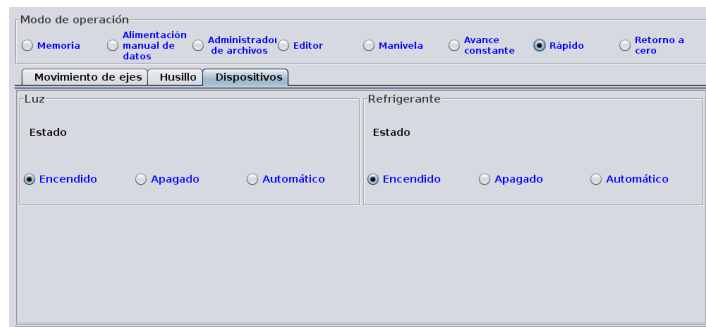 Modo de operación
Memoria
Alimentación
manual de
datos
Administrador
de archivos
Editor
Manivela
Avance
constante
Rápido
Retorno a
cero
Movimiento de ejes Husillo Dispositivos
Luz Refrigerante
Estado Estado
Encendido Apagado Automático Encendido Apagado Automático